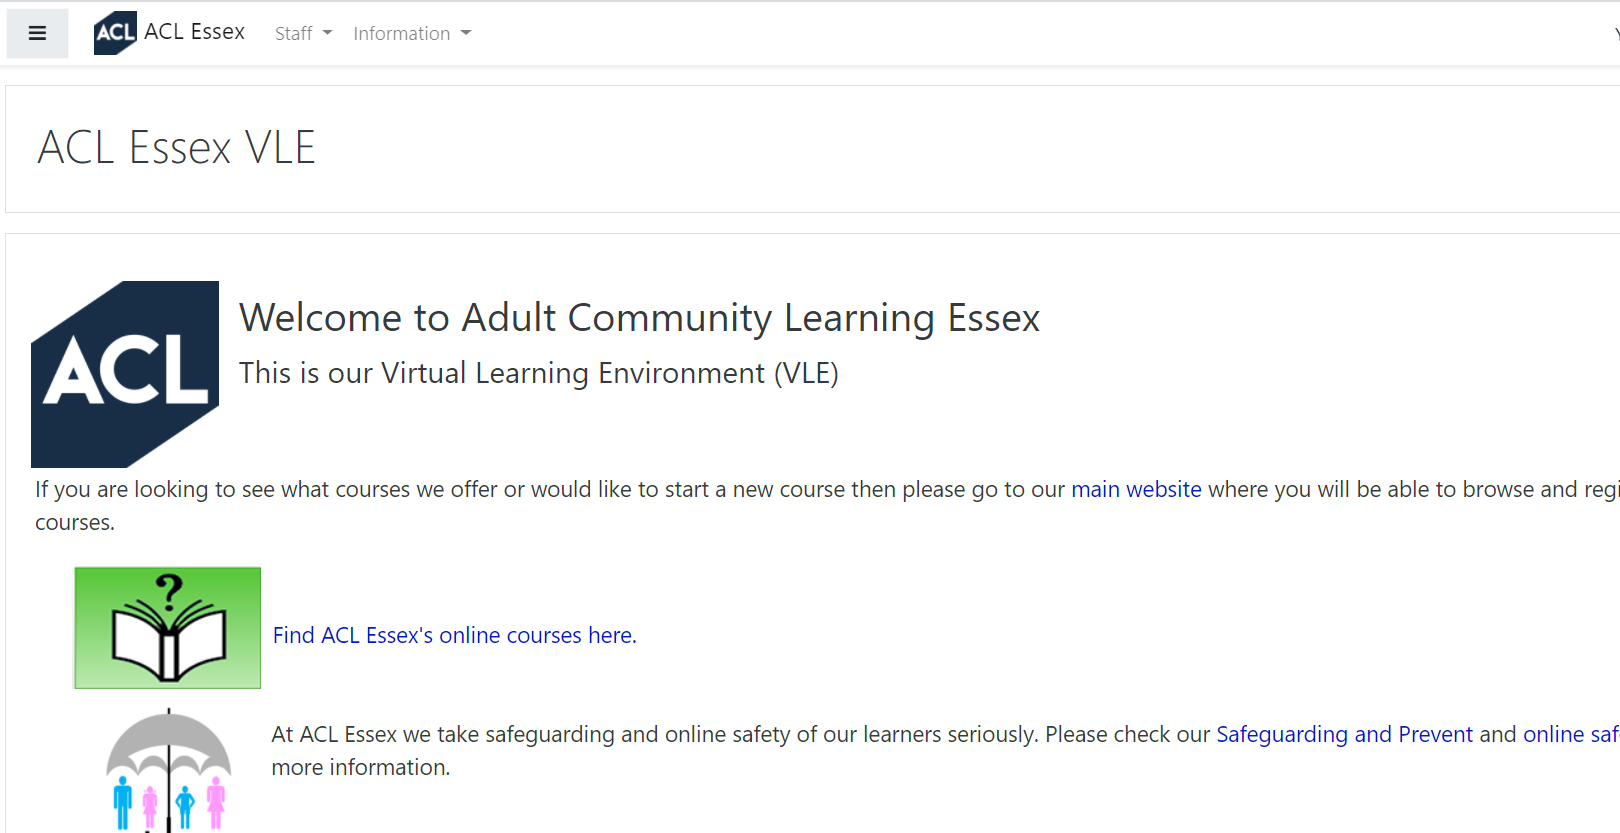 ACL ACL Essex Staff Information
ACL Essex VLE
ACL
Welcome to Adult Community Learning Essex
This is our Virtual Learning Environment (VLE)
If you are looking to see what courses we offer or would like to start a new course then please go to our main website where you will be able to browse and
courses.
?
Find ACL Essex's online courses here.
At ACL Essex we take safeguarding and online safety of our learners seriously. Please check our Safeguarding and Prevent and online
more information.